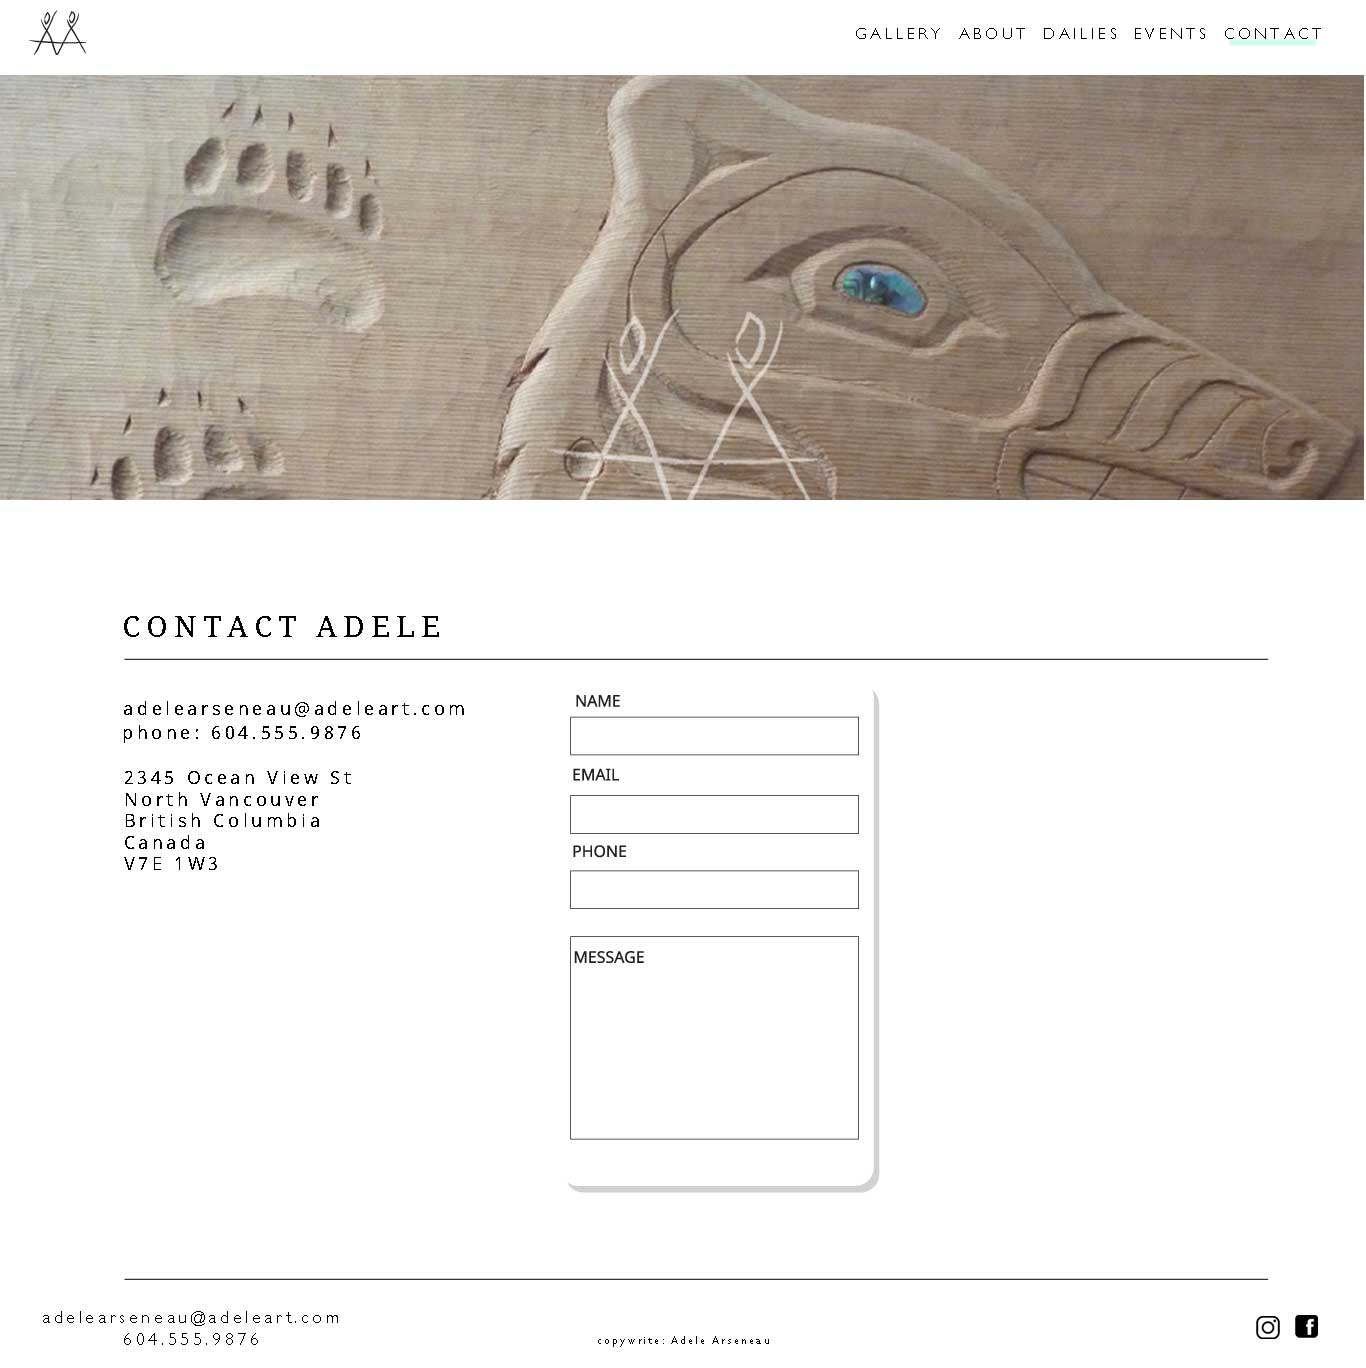 GALLERY ABOUT DAILIES EVENTS CONTACT
CONTACT ADELE
adelearseneau@adeleart.com
phone: 604.555.9876
2345 Ocean View St
North Vancouver
British Columbia
Canada
V7E 1W3
NAME
EMAIL
PHONE
MESSAGE
adelearseneau@adeleart.com
604.555.9876
copywrite: Adele Arseneau